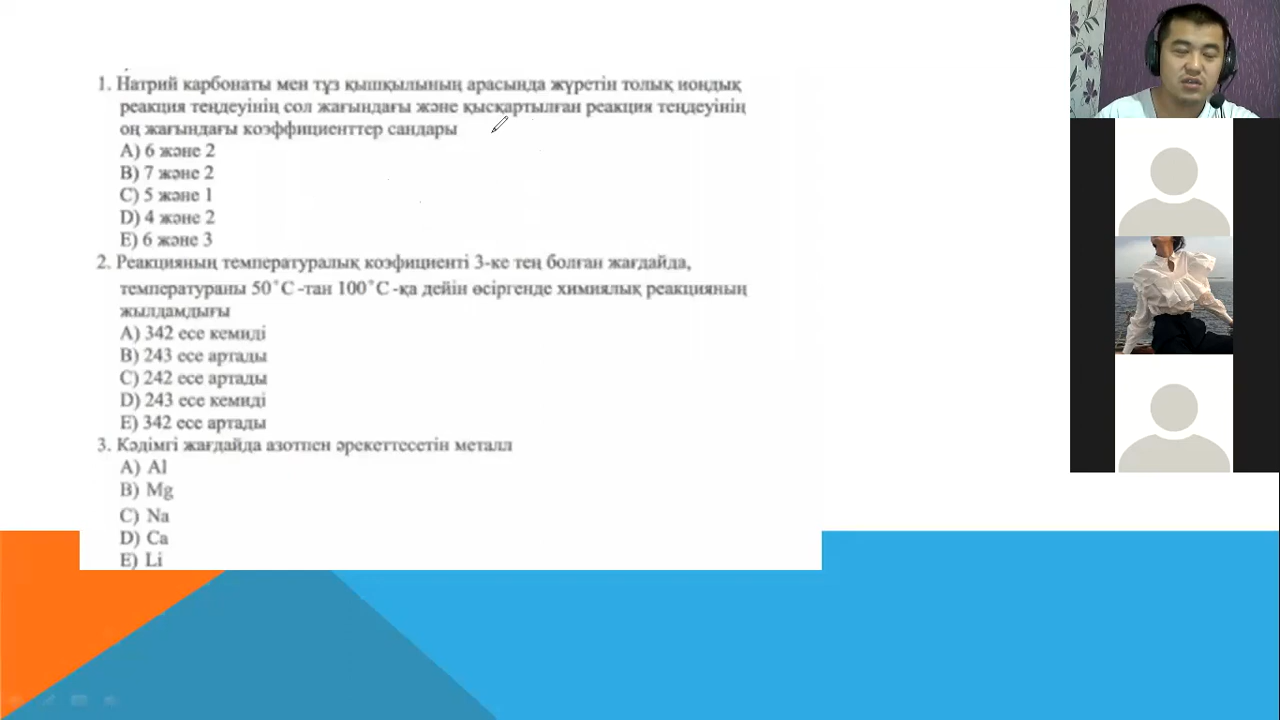 1. Натрий карбонаты мен тұз қышқылының арасында жүретін толық иондық
реакция теңдеуінің сол жағындағы және қысқартылған реакция теңдеуінің
оң жағындағы коэффициенттер сандары
A) 6 және 2
B) 7 және 2
C) 5 және 1
D) 4 және 2
E) 6 және 3
2. Реакцияның температуралық коэфициенті 3-ке тең болған жағдайда,
температураны 50˚C -тан 100˚C -қа дейін өсіргенде химиялық реакцияның
жылдамдығы
A) 342 есе кемиді
B) 243 есе артады
C) 242 есе артады
D) 243 есе кемиді
E) 342 есе артады
3. Кәдімгі жағдайда азотпен әрекеттесетін металл
A) Al
B) Mg
C) Na
D) Ca
E) Li